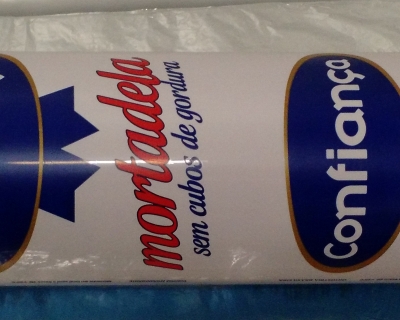 mortadela
sem cubos de gordura
Confiança